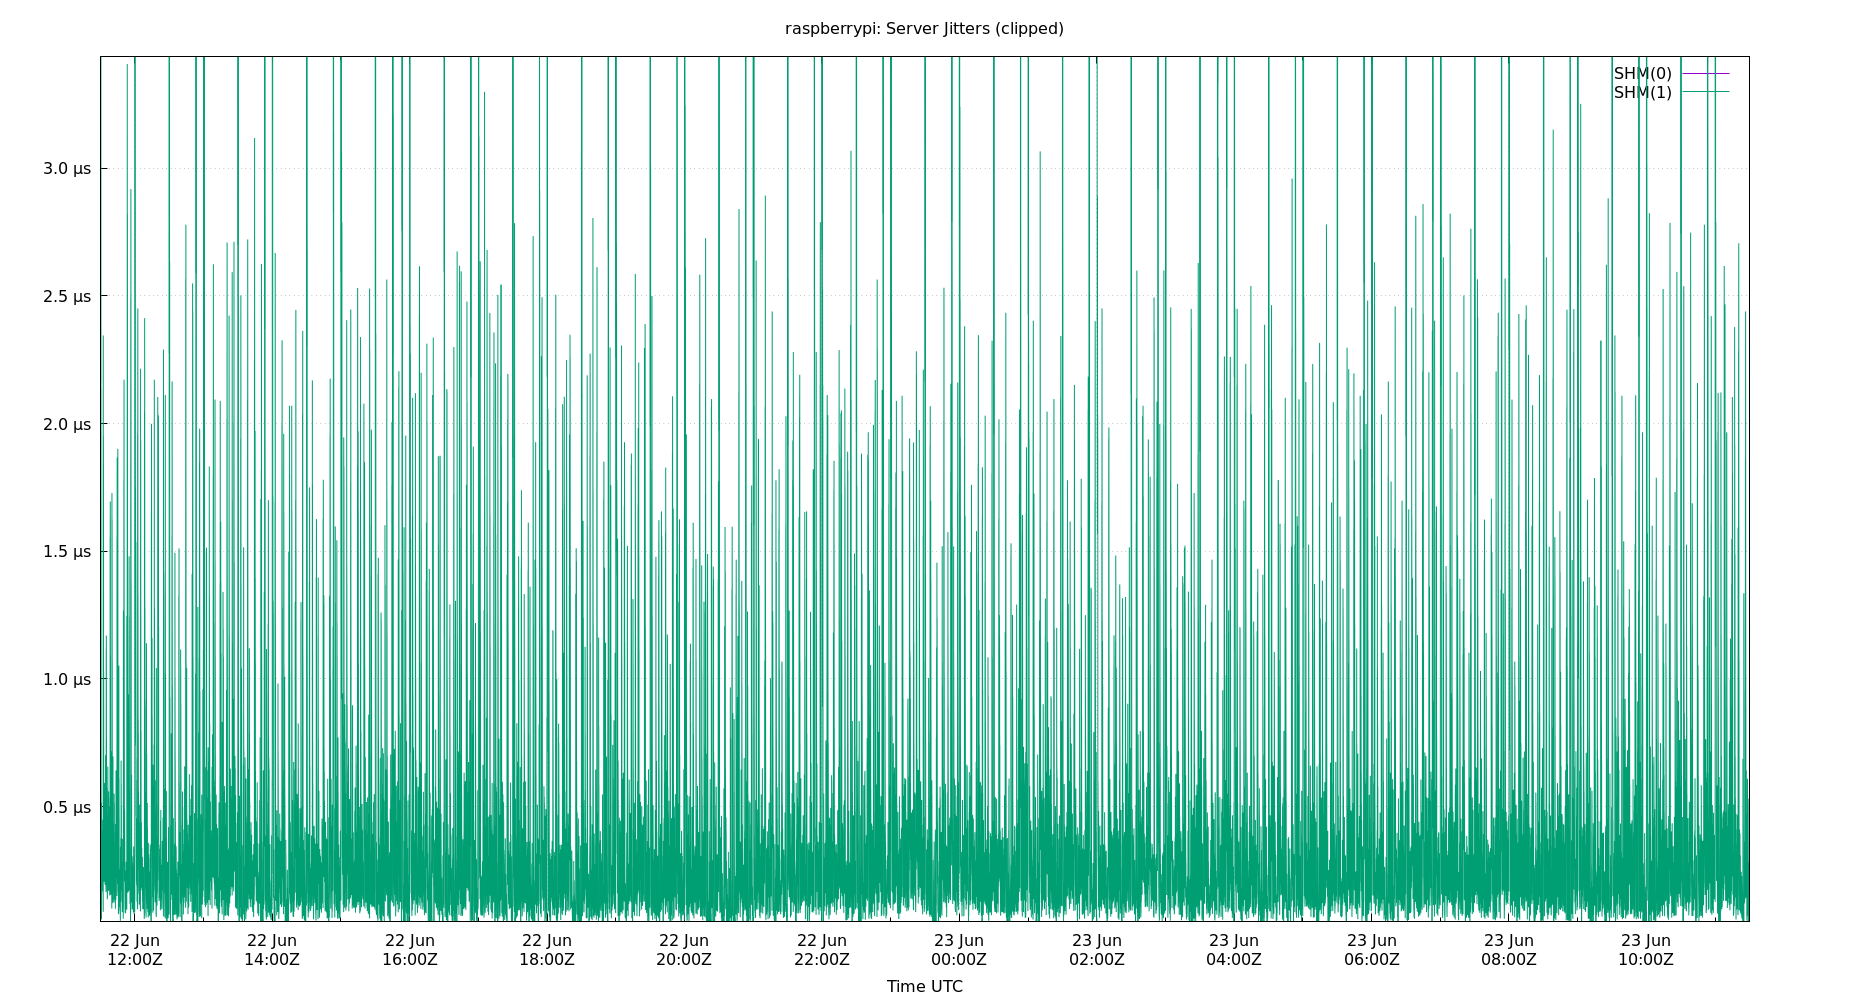 raspberrypi: Server Jitters (clipped)
SHM(0)
SHM(1)
3.0 µs
2.5 µs
2.0 µs
1.5 µs
1.0 µs
0.5 µs
22 Jun 22 Jun 22 Jun 22 Jun 22 Jun 22 Jun 23 Jun 23 Jun 23 Jun 23 Jun 23 Jun 23 Jun
12:00Z 14:00Z 16:00Z 18:00Z 20:00Z 22:00Z 00:00Z 02:00Z 04:00Z 06:00Z 08:00Z 10:00Z
Time UTC